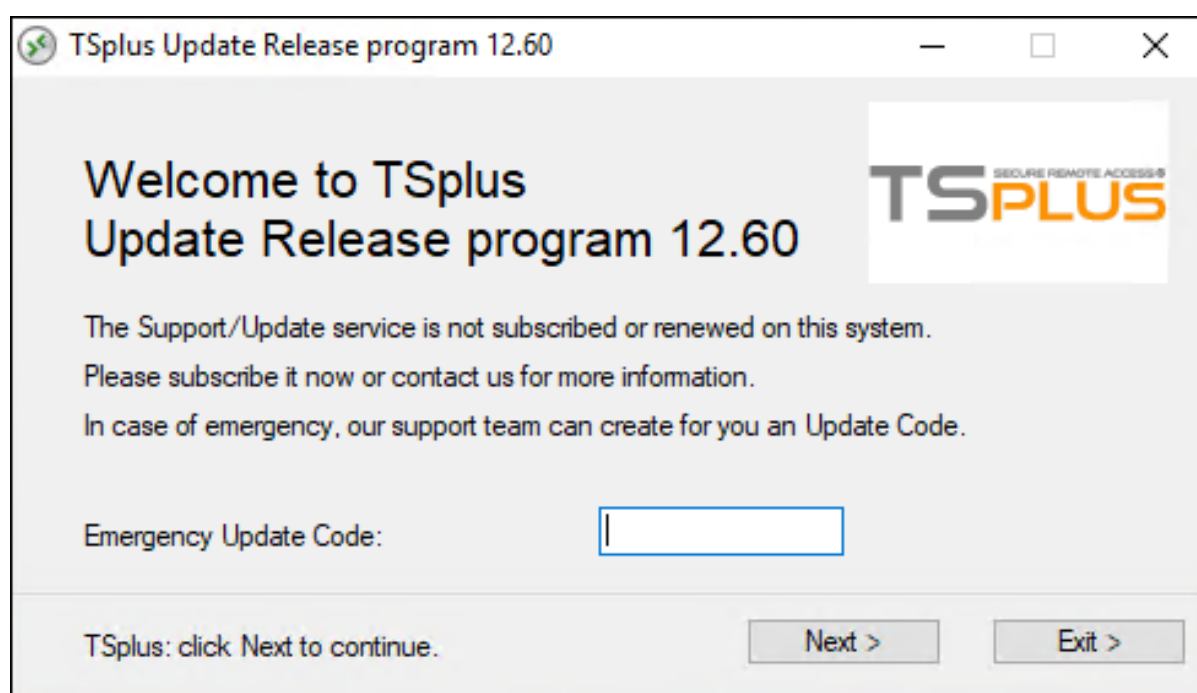 TSplus Update Release program 12.60
Welcome to TSplus
Update Release program 12.60
TSPLUS
SECURE REMOTE ACCESS®
The Support/Update service is not subscribed or renewed on this system.
Please subscribe it now or contact us for more information.
In case of emergency, our support team can create for you an Update Code.
Emergency Update Code:
TSplus: click Next to continue.
Next >
Exit >